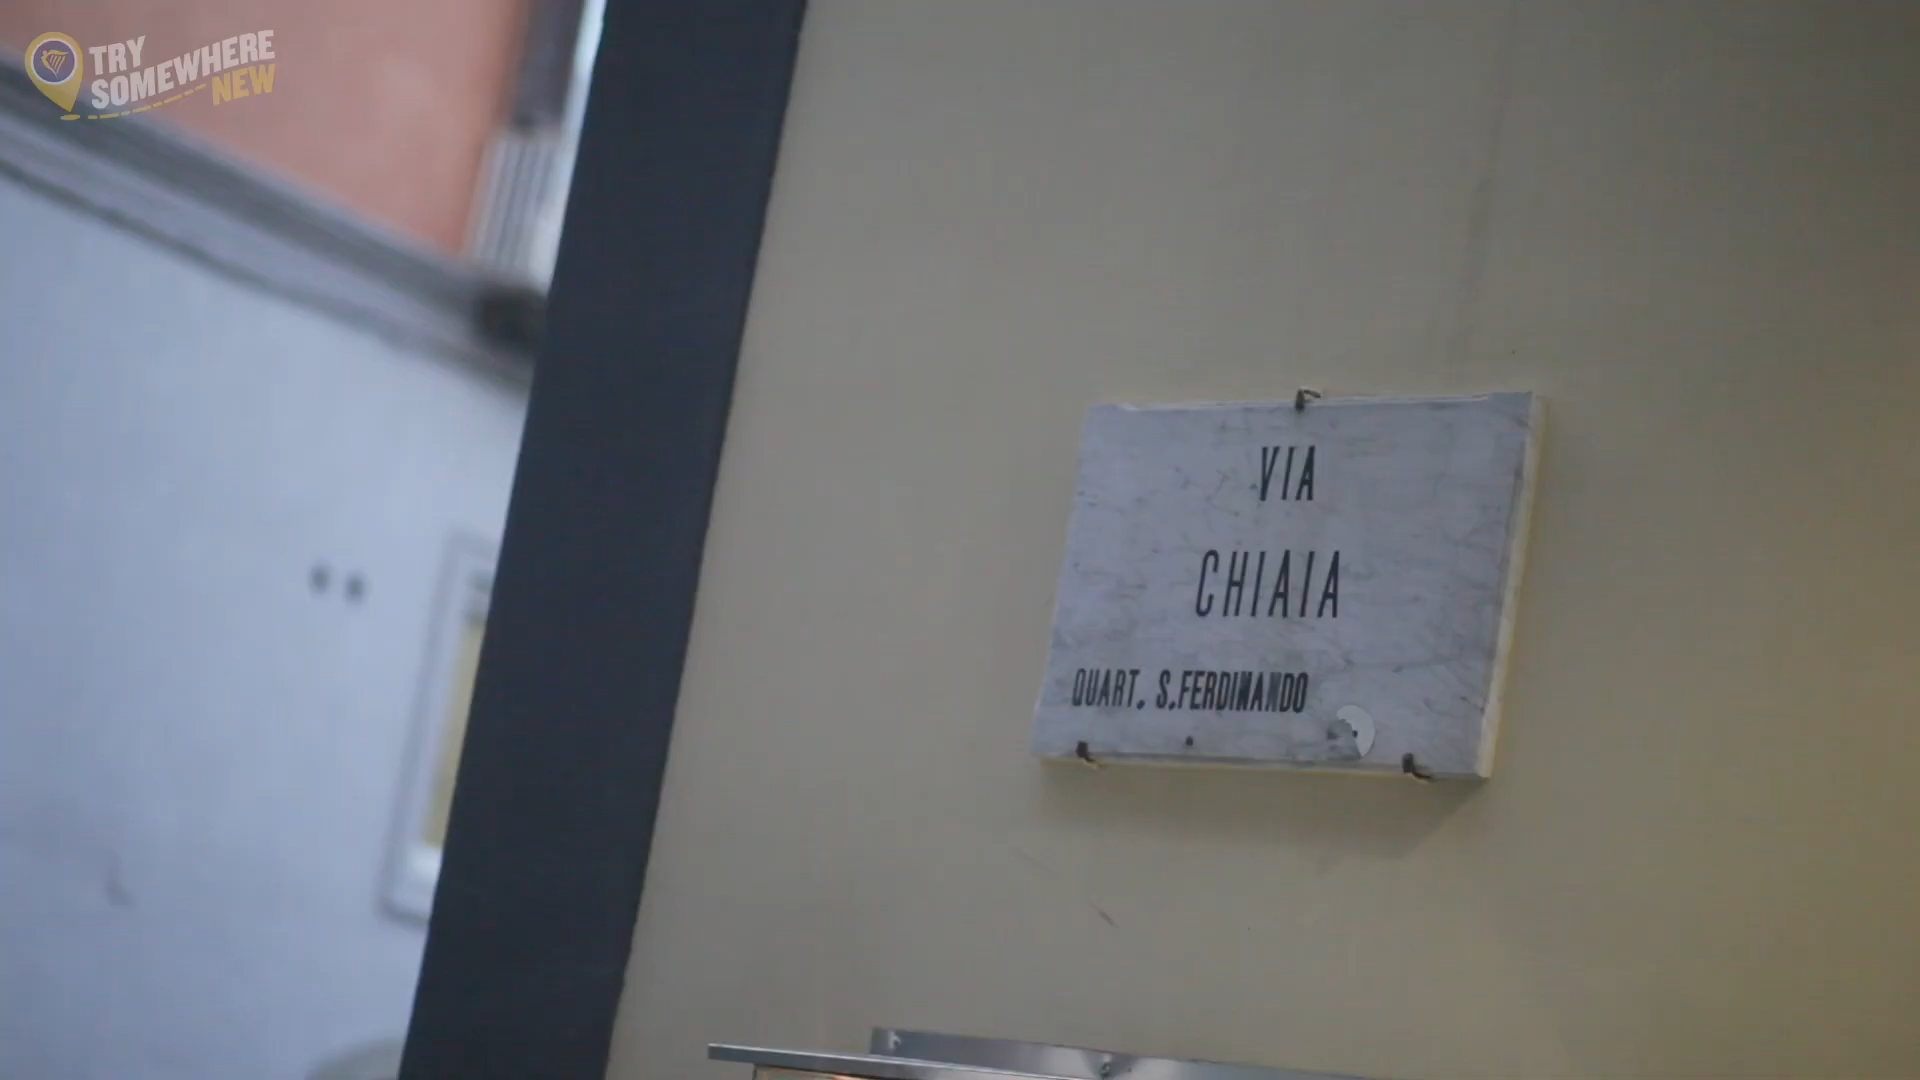 TRY
SOMEWHERE
NEW
VIA
CHIAIA
QUART. S.FERDINANDO